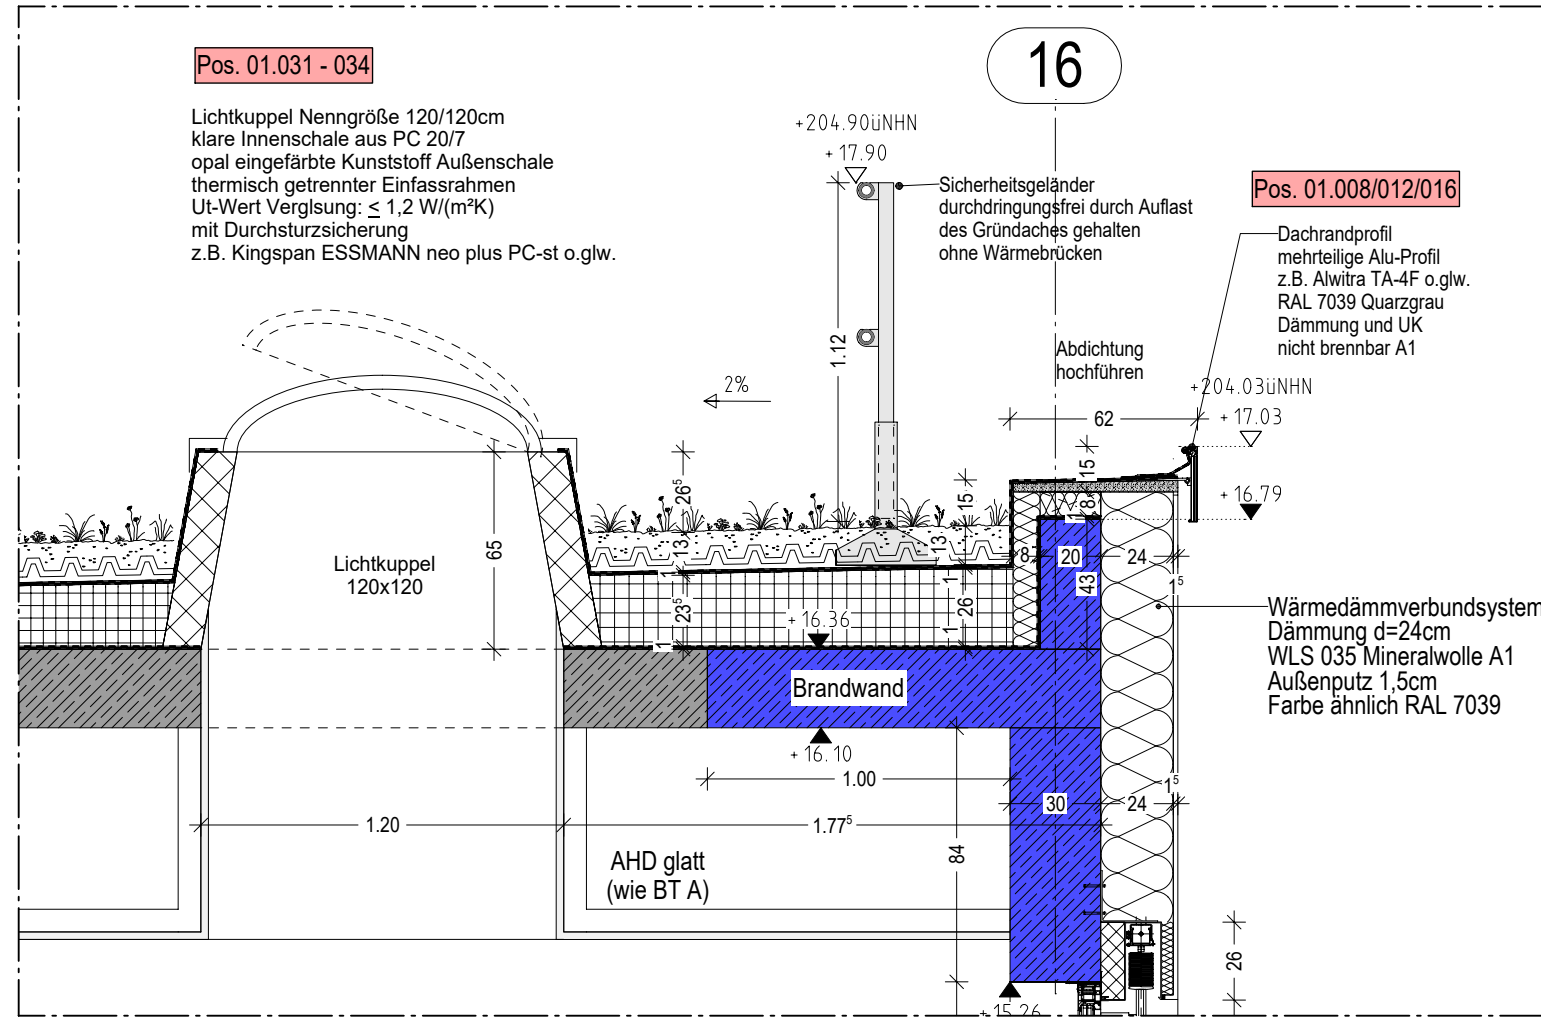 Pos. 01.031 - 034
Lichtkuppel Nenngröße 120/120cm
klare Innenschale aus PC 20/7
opal eingefärbte Kunststoff Außenschale
thermisch getrennter Einfassrahmen
Ut-Wert Verglsung: ≤ 1,2 W/(m²K)
mit Durchsturzsicherung
z.B. Kingspan ESSMANN neo plus PC-st o.glw.
16
+204.90üNHN
+17.90
Sicherheitsgeländer
durchdringungsfrei durch Auflast
des Gründaches gehalten
ohne Wärmebrücken
Pos. 01.008/012/016
Dachrandprofil
mehrteilige Alu-Profil
z.B. Alwitra TA-4F o.glw.
RAL 7039 Quarzgrau
Dämmung und UK
nicht brennbar A1
1.12
Abdichtung
hochführen
2%
+204.03üNHN
+17.03
62
15
26⁵
15
18
+16.79
65
Lichtkuppel
120x120
13
13
8
20
24
1
1
43
1⁵
23⁵
26
+16.36
1
1
Wärmedämmverbundsystem
Dämmung d=24cm
WLS 035 Mineralwolle A1
Außenputz 1,5cm
Farbe ähnlich RAL 7039
Brandwand
+16.10
1.00
1⁵
30
24
1.20
1.77⁵
84
AHD glatt
(wie BT A)
26
+15.26